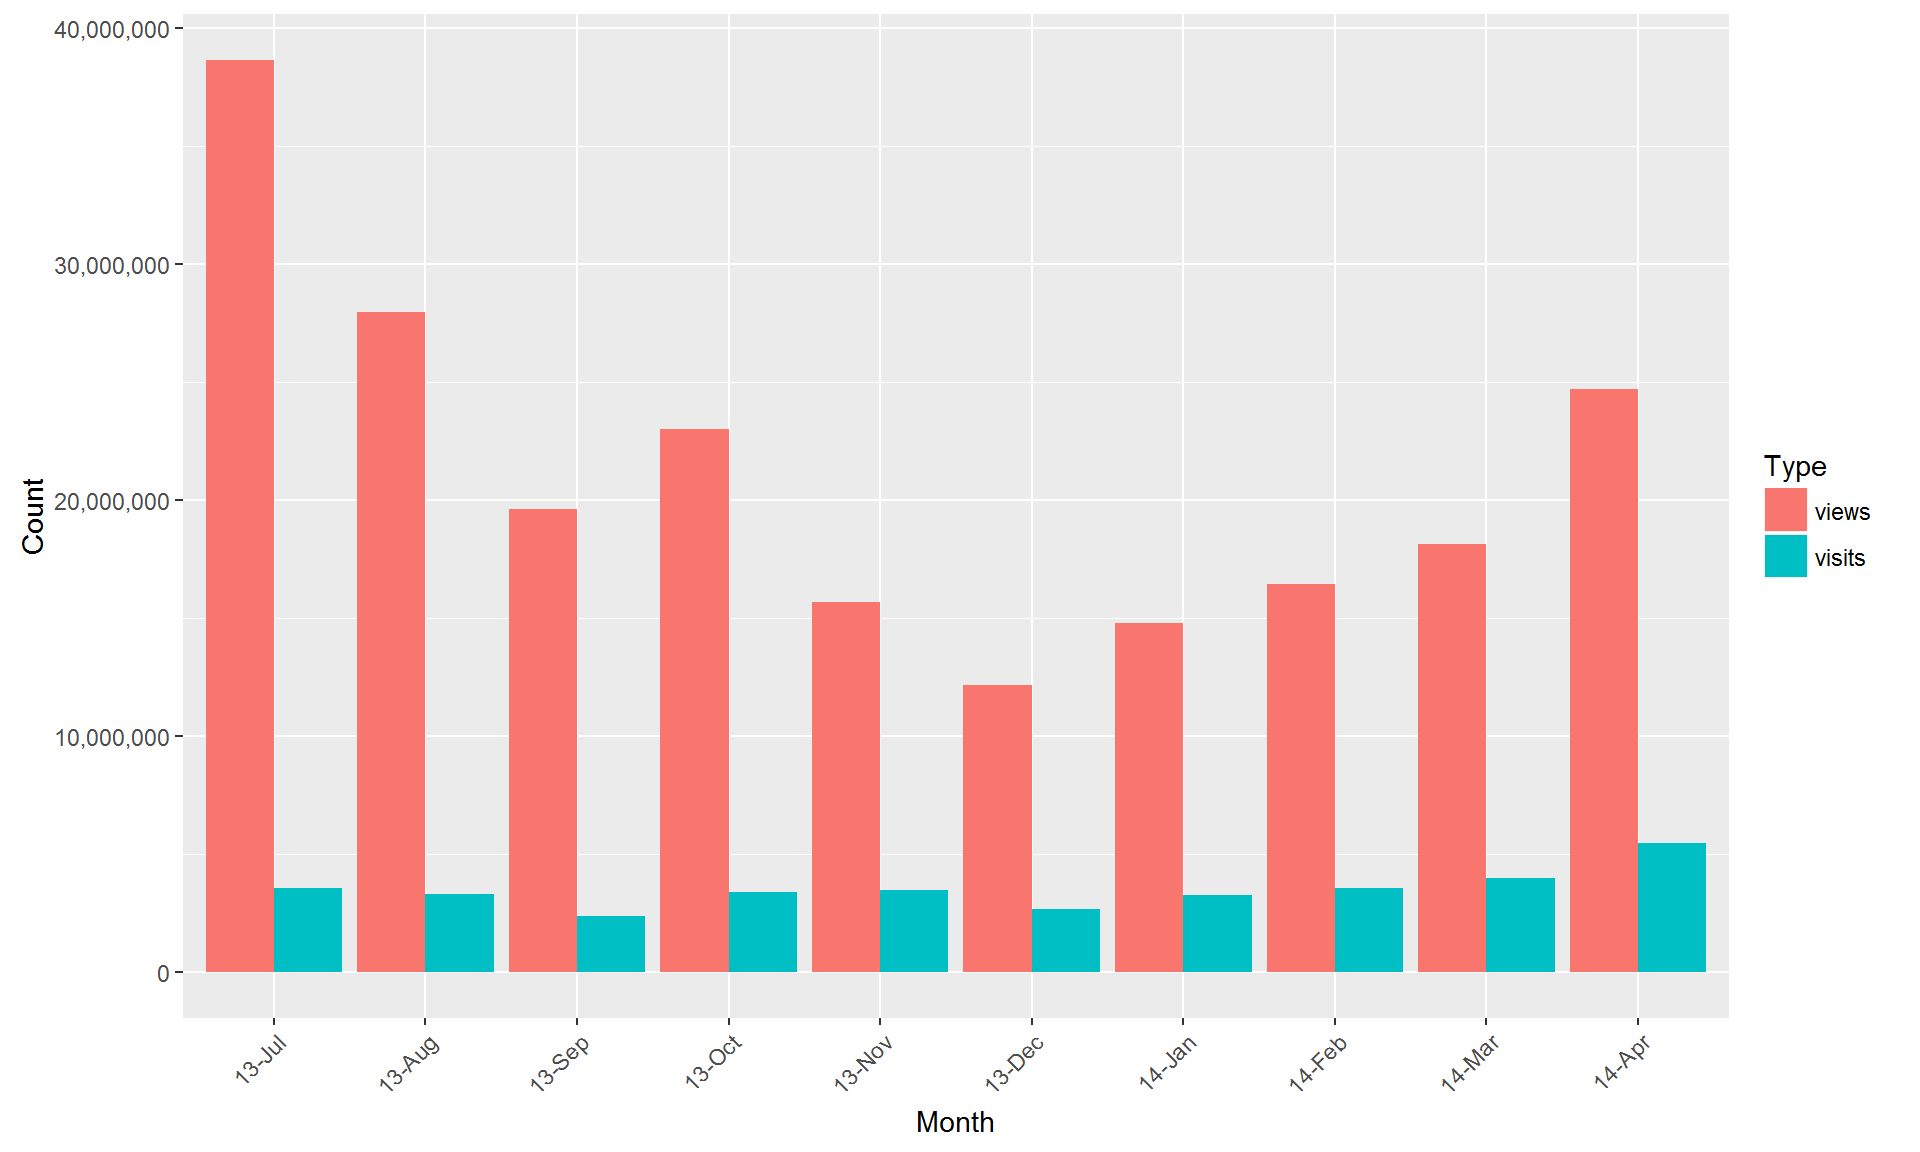 40,000,000
30,000,000
20,000,000
10,000,000
0
Count
13-Jul
13-Aug
13-Sep
13-Oct
13-Nov
13-Dec
14-Jan
14-Feb
14-Mar
14-Apr
Month
Type
views
visits